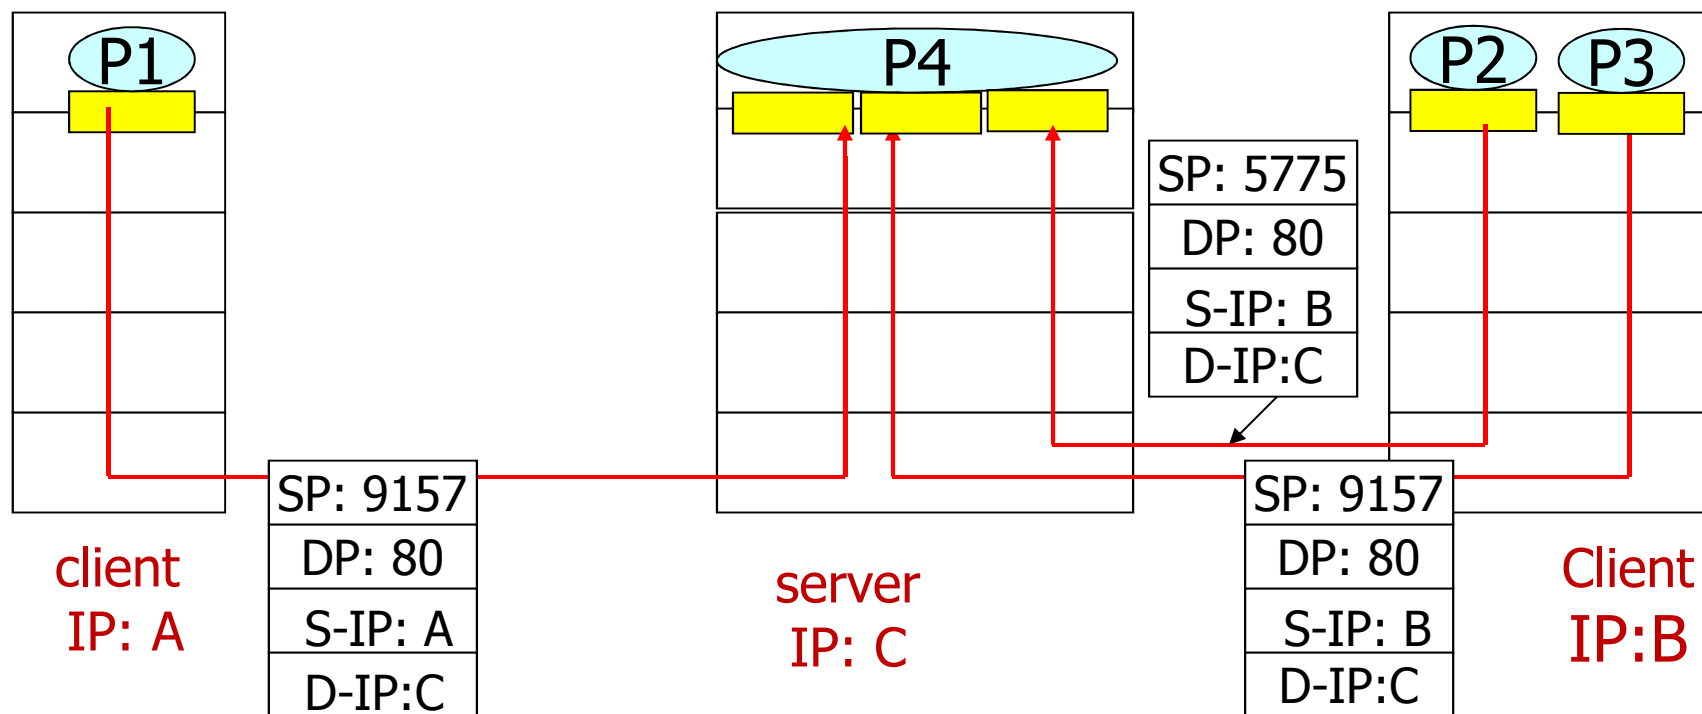 P1
P4
P2
P3
SP: 5775
DP: 80
S-IP: B
D-IP:C
SP: 9157
DP: 80
S-IP: A
D-IP:C
SP: 9157
DP: 80
S-IP: B
D-IP:C
client
IP: A
server
IP: C
Client
IP:B